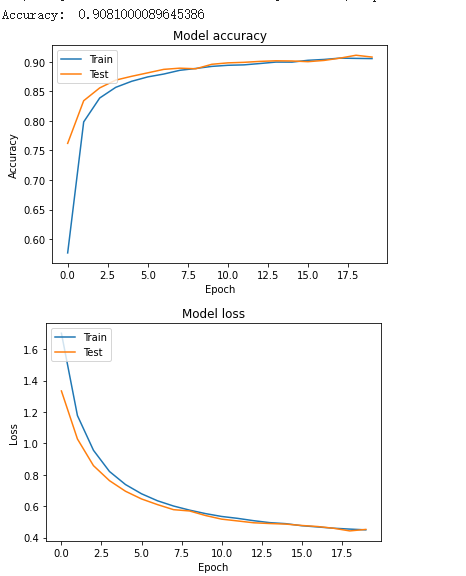 Accuracy: 0.9081000089645386
Model accuracy
Train
Test
0.90
0.85
0.80
0.75
0.70
0.65
0.60
Accuracy
0.0 2.5 5.0 7.5 10.0 12.5 15.0 17.5
Epoch
Model loss
Train
Test
1.6
1.4
1.2
1.0
0.8
0.6
0.4
Loss
0.0 2.5 5.0 7.5 10.0 12.5 15.0 17.5
Epoch